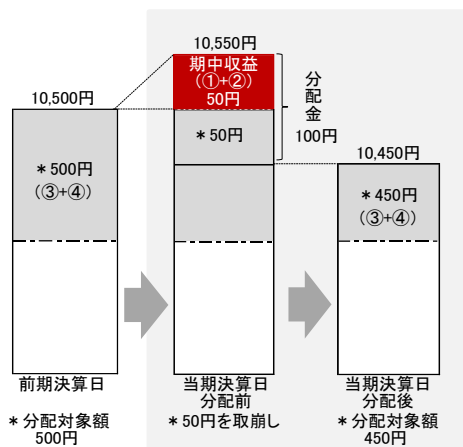 10,550円
期中収益
(①+②)
50円
分配金
100円
10,500円
*50円
10,450円
*500円
(③+④)
*450円
(③+④)
前期決算日
当期決算日
分配前
当期決算日
分配後
*分配対象額
500円
*50円を取崩し
*分配対象額
450円